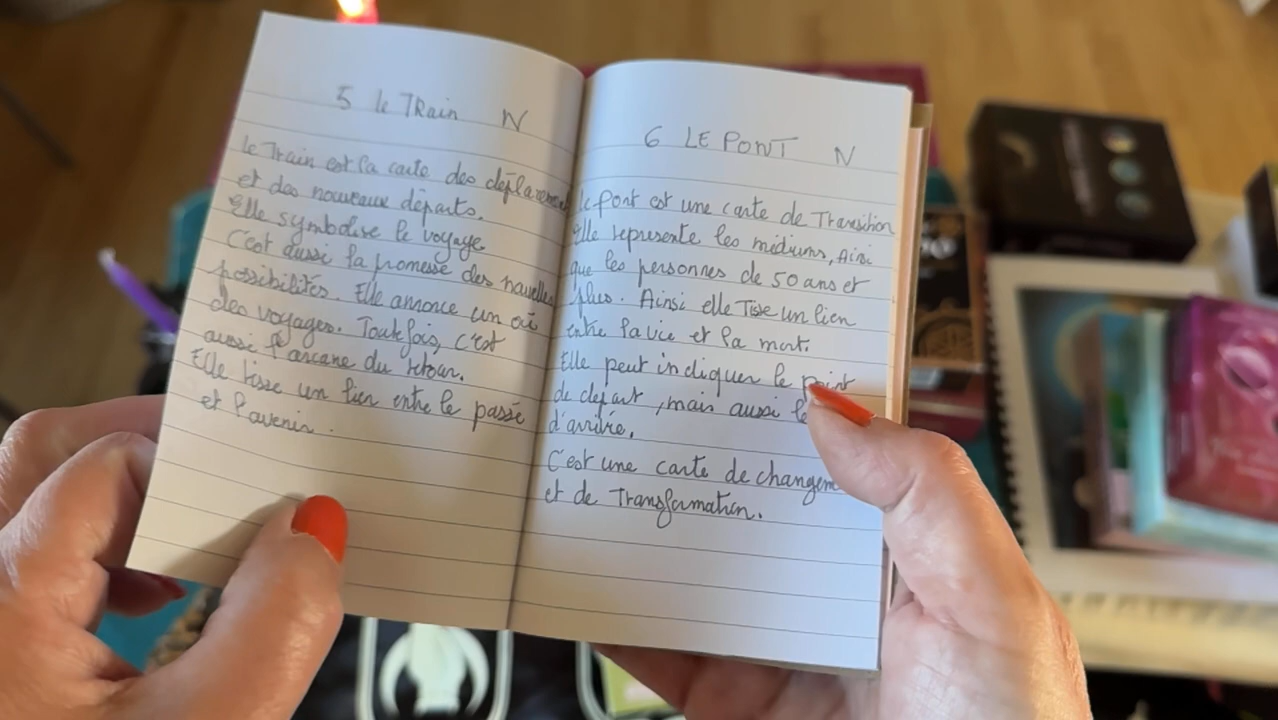 5 le TRain N
le Train est la carte des déplacement
et des nouveaux départs.
Elle symbolise le voyage
C'est aussi la promesse des nouvelles
possibilités. Elle annonce un ou
des voyages. Toutefois, c'est
aussi l'arcane du retour.
Elle tisse un lien entre le passé
et l'avenir.
6 LE PONT N
le pont est une carte de Transition
Elle représente les médiums, Ainsi
que les personnes de 50 ans et
plus. Ainsi elle Tisse un lien
entre la vie et la mort.
Elle peut indiquer le point
de départ, mais aussi le
d'arrivée.
C'est une carte de changem
et de Transformation.